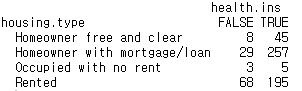 health.ins
housing.type FALSE TRUE
Homeowner free and clear 8 45
Homeowner with mortgage/loan 29 257
Occupied with no rent 3 5
Rented 68 195